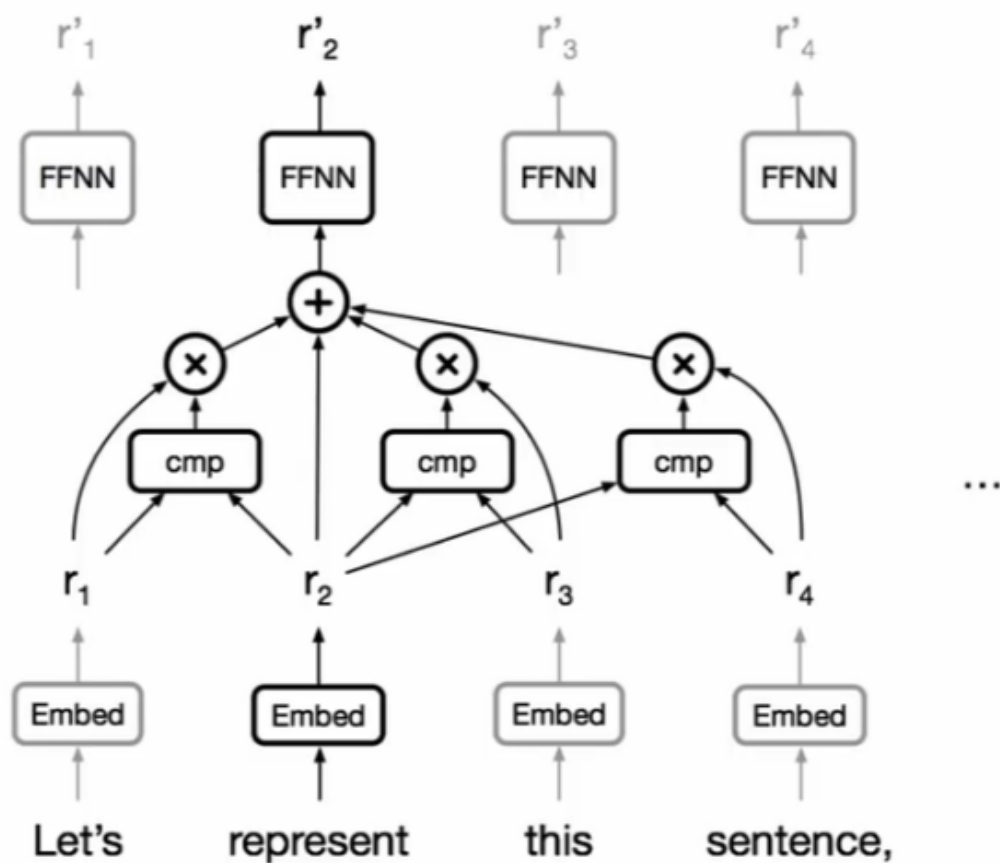 r'₁ r'₂ r'₃ r'₄
FFNN FFNN FFNN FFNN
+
× × ×
cmp cmp cmp
...
r₁ r₂ r₃ r₄
Embed Embed Embed Embed
Let's represent this sentence,